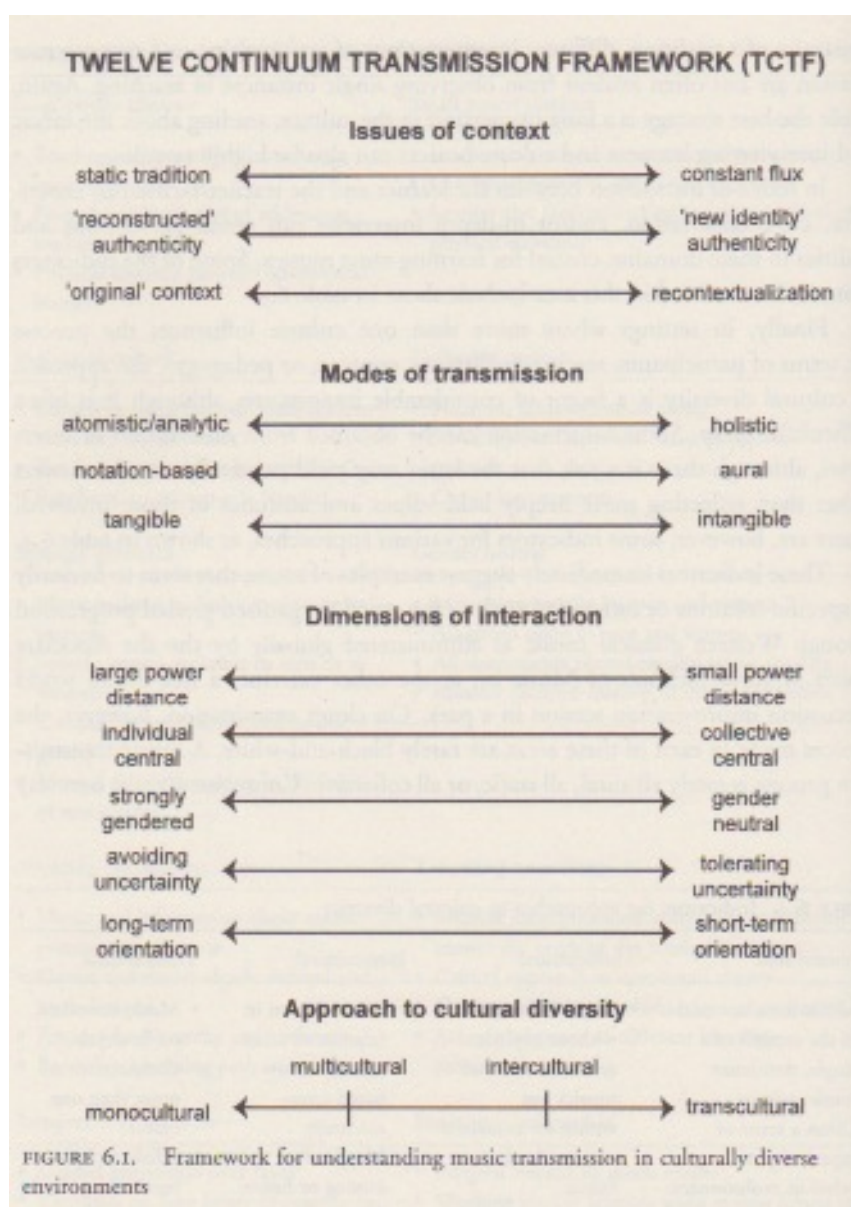 TWELVE CONTINUUM TRANSMISSION FRAMEWORK (TCTF)
Issues of context
static tradition constant flux
'reconstructed' authenticity 'new identity' authenticity
'original' context recontextualization
Modes of transmission
atomistic/analytic holistic
notation-based aural
tangible intangible
Dimensions of interaction
large power distance small power distance
individual central collective central
strongly gendered gender neutral
avoiding uncertainty tolerating uncertainty
long-term orientation short-term orientation
Approach to cultural diversity
multicultural intercultural
monocultural transcultural
FIGURE 6.1. Framework for understanding music transmission in culturally diverse
environments